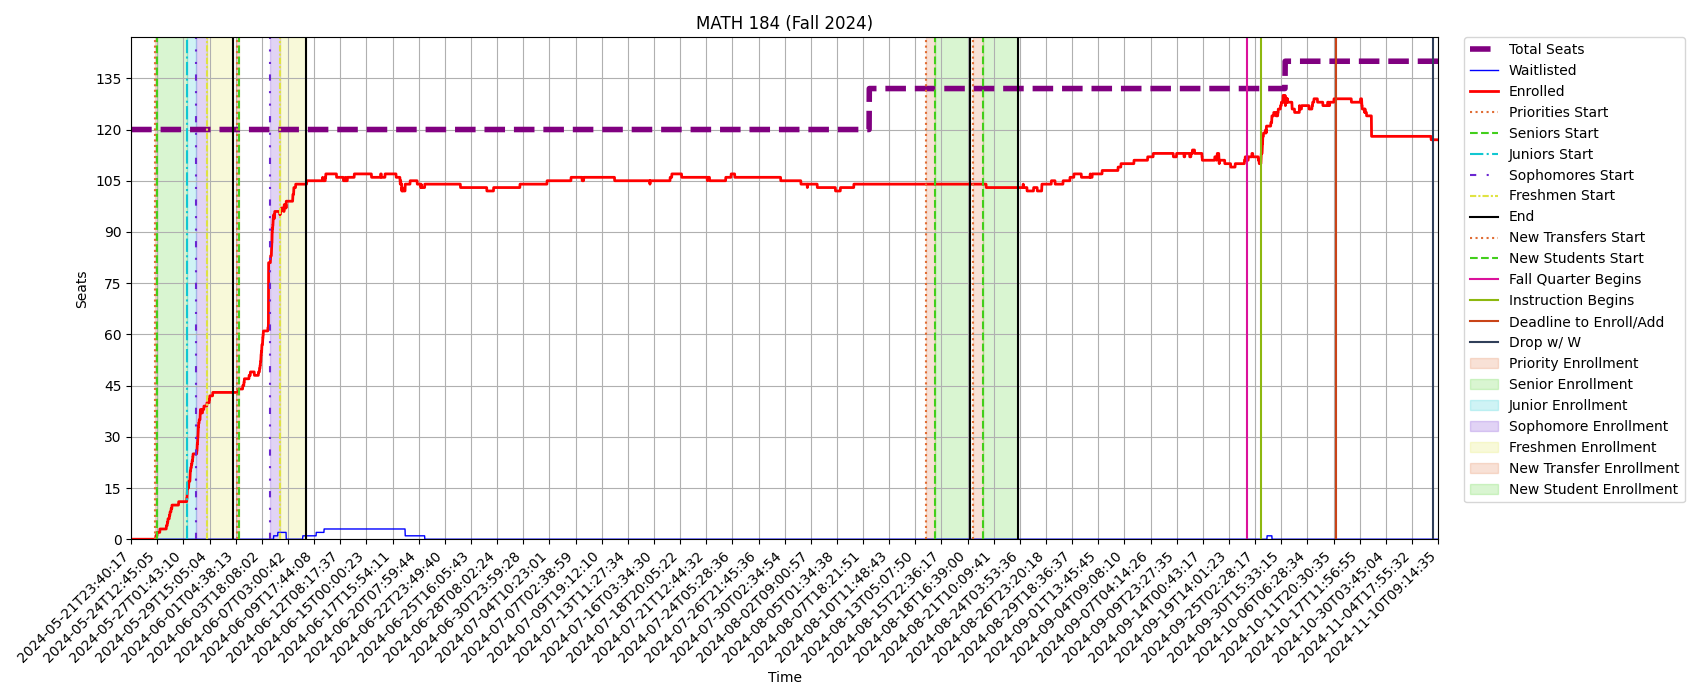 MATH 184 (Fall 2024)
Seats
135
120
105
90
75
60
45
30
15
0
2024-05-21T23:40:17
2024-05-24T12:45:05
2024-05-27T01:43:10
2024-05-29T15:05:04
2024-06-01T04:38:13
2024-06-03T18:08:02
2024-06-07T03:00:42
2024-06-09T17:44:08
2024-06-12T08:17:37
2024-06-15T00:00:23
2024-06-17T15:54:11
2024-06-20T07:59:44
2024-06-22T23:49:40
2024-06-25T16:05:43
2024-06-28T08:02:24
2024-06-30T23:59:28
2024-07-04T10:23:01
2024-07-07T02:38:59
2024-07-09T19:12:10
2024-07-13T11:27:34
2024-07-16T03:34:30
2024-07-18T20:05:22
2024-07-21T12:44:32
2024-07-24T05:28:36
2024-07-26T21:45:36
2024-07-30T02:34:54
2024-08-02T09:00:57
2024-08-05T01:34:38
2024-08-07T18:21:51
2024-08-10T11:48:43
2024-08-13T05:07:50
2024-08-15T22:36:17
2024-08-18T16:39:00
2024-08-21T10:09:41
2024-08-24T03:53:36
2024-08-26T23:20:18
2024-08-29T18:36:37
2024-09-01T13:45:45
2024-09-04T09:08:10
2024-09-07T04:14:26
2024-09-09T23:27:35
2024-09-14T00:43:17
2024-09-19T14:01:23
2024-09-25T02:28:17
2024-09-30T15:33:15
2024-10-06T06:28:34
2024-10-11T20:30:35
2024-10-17T11:56:55
2024-10-30T03:45:04
2024-11-04T17:55:32
2024-11-10T09:14:35
Time
Total Seats
Waitlisted
Enrolled
Priorities Start
Seniors Start
Juniors Start
Sophomores Start
Freshmen Start
End
New Transfers Start
New Students Start
Fall Quarter Begins
Instruction Begins
Deadline to Enroll/Add
Drop w/ W
Priority Enrollment
Senior Enrollment
Junior Enrollment
Sophomore Enrollment
Freshmen Enrollment
New Transfer Enrollment
New Student Enrollment